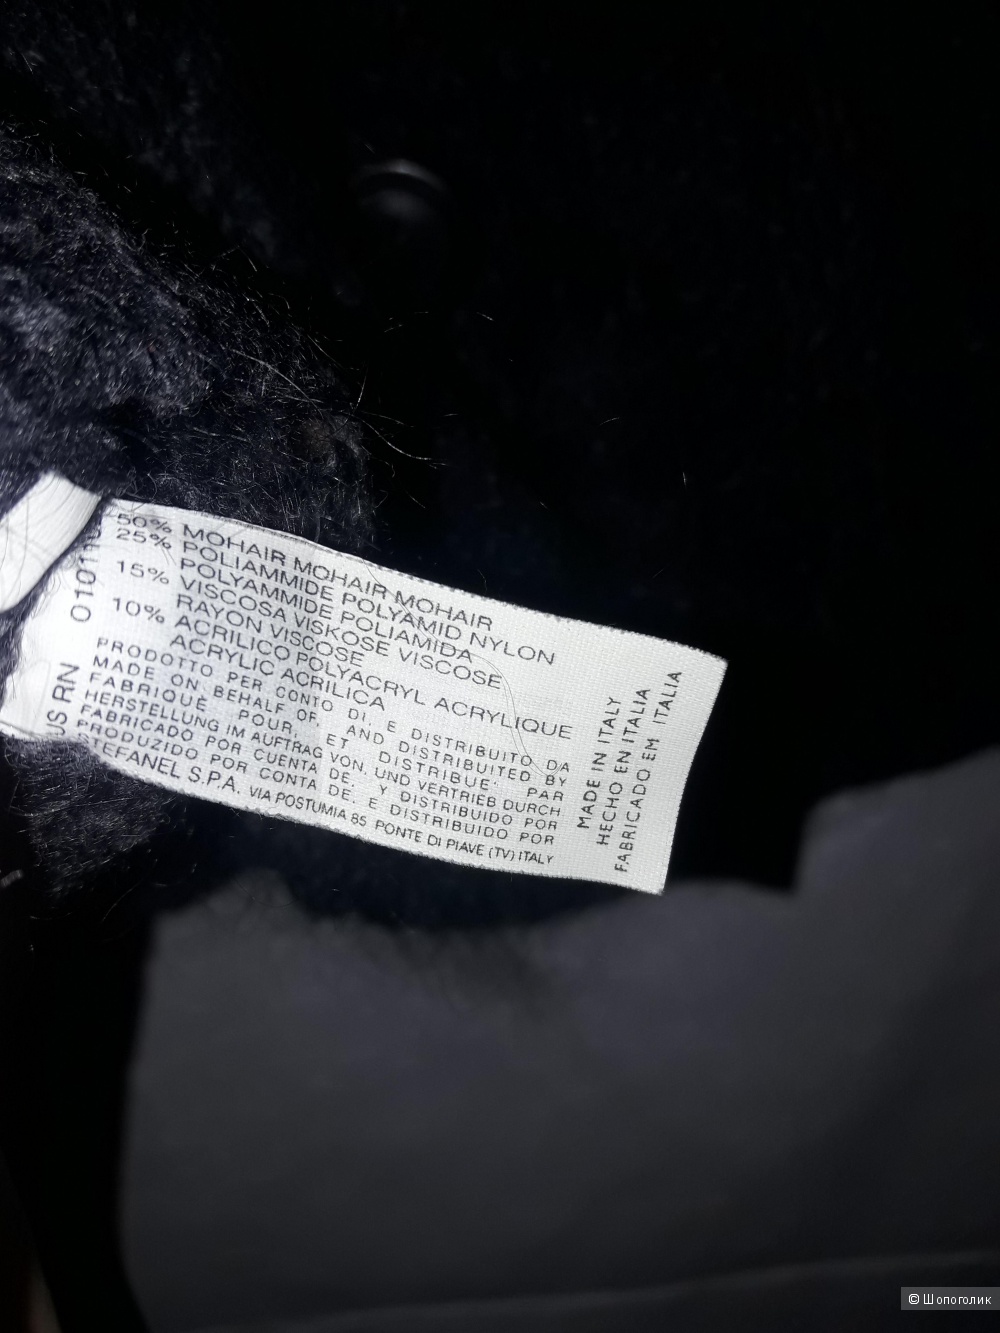 50% MOHAIR MOHAIR MOHAIR
25% POLIAMMIDE POLYAMID NYLON
POLYAMMIDE POLIAMIDA
15% VISCOSA VISKOSE VISCOSE
RAYON VISCOSE
10% ACRILICO POLYACRYL ACRYLIQUE
ACRYLIC ACRILICA
PRODOTTO PER CONTO DI. E DISTRIBUITO DA
MADE ON BEHALF OF. AND DISTRIBUTED BY
FABRIQUÈ POUR. ET DISTRIBUE' PAR
HERSTELLUNG IM AUFTRAG VON. UND VERTRIEB DURCH
FABRICADO POR CUENTA DE. Y DISTRIBUIDO POR
PRODUZIDO POR CONTA DE. E DISTRIBUIDO POR
STEFANEL S.P.A. VIA POSTUMIA 85 PONTE DI PIAVE (TV) ITALY
MADE IN ITALY
HECHO EN ITALIA
FABRICADO EM ITALIA
US RN
© Шопоголик